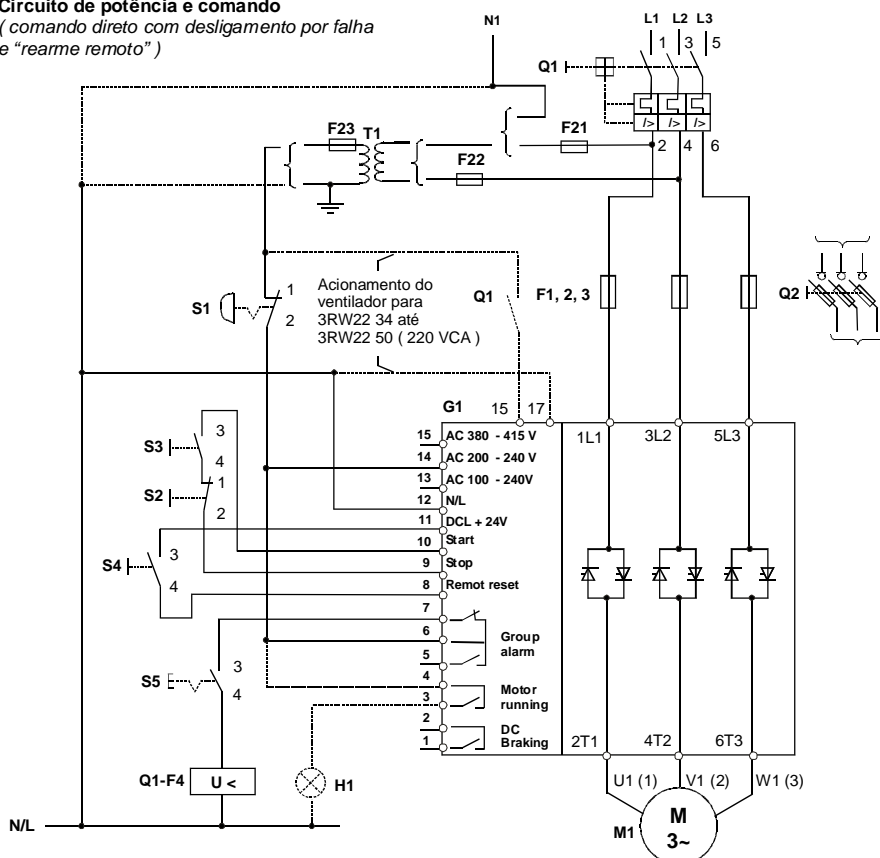 Circuito de potência e comando
( comando direto com desligamento por falha
e “rearme remoto” )
N1
L1 L2 L3
1 3 5
Q1
I> I> I>
2 4 6
F23 T1
F21
F22
S1
1
2
Acionamento do
ventilador para
3RW22 34 até
3RW22 50 ( 220 VCA )
Q1
F1, 2, 3
Q2
G1
15 17
15 AC 380 - 415 V
14 AC 200 - 240 V
13 AC 100 - 240V
12 N/L
11 DCL + 24V
10 Start
9 Stop
8 Remot reset
7
6
5
Group
alarm
4
3
Motor
running
2
1
DC
Braking
1L1 3L2 5L3
S3
3
4
S2
1
2
S4
3
4
S5
3
4
Q1-F4
U <
H1
N/L
2T1 4T2 6T3
U1 (1) V1 (2) W1 (3)
M1
M
3~